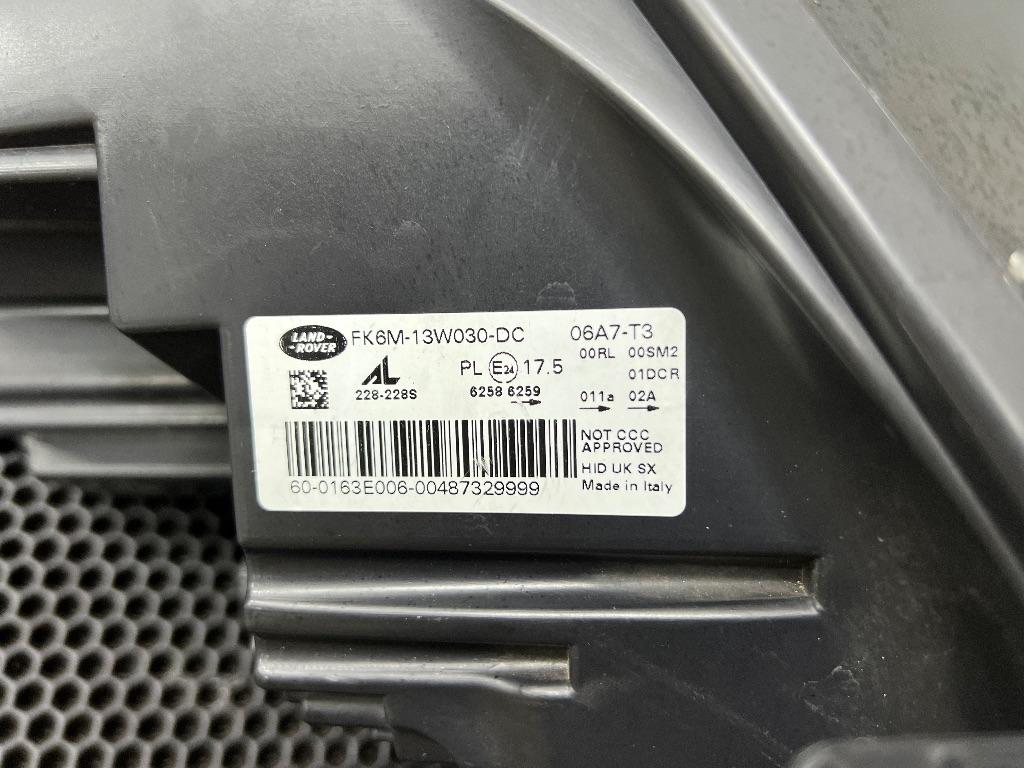 LAND-
-ROVER
FK6M-13W030-DC
06A7-T3
00RL 00SM2
01DCR
AL
228-228S
PL E24 17.5
6258 6259
011a 02A
NOT CCC
APPROVED
HID UK SX
Made in Italy
60-0163E006-00487329999